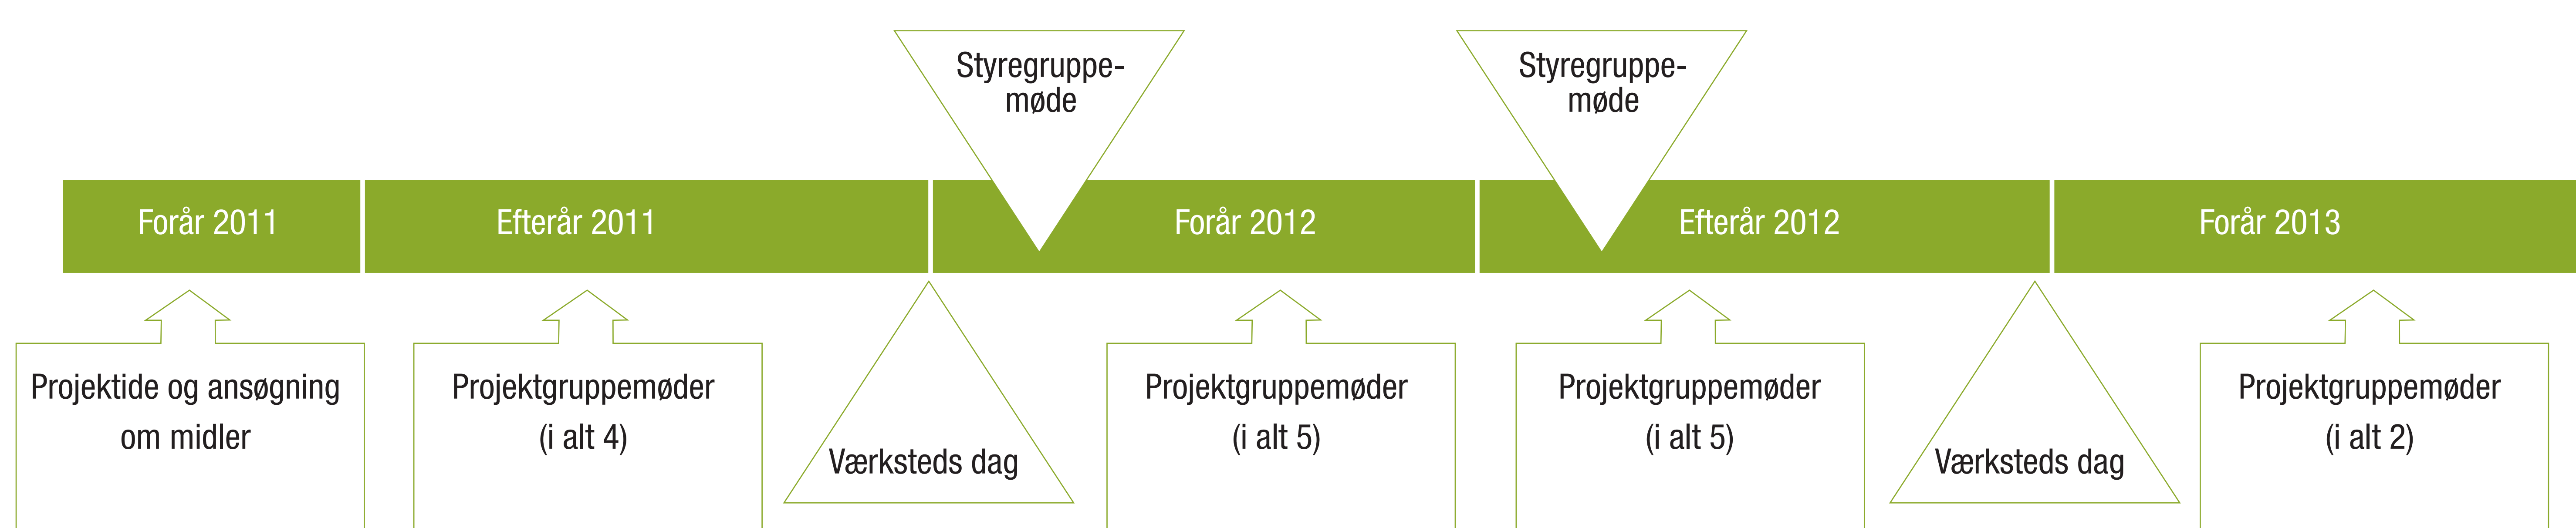 Styregruppe-
møde
Styregruppe-
møde
Forår 2011
Efterår 2011
Forår 2012
Efterår 2012
Forår 2013
Projektide og ansøgning
om midler
Projektgruppemøder
(i alt 4)
Værksteds dag
Projektgruppemøder
(i alt 5)
Projektgruppemøder
(i alt 5)
Værksteds dag
Projektgruppemøder
(i alt 2)